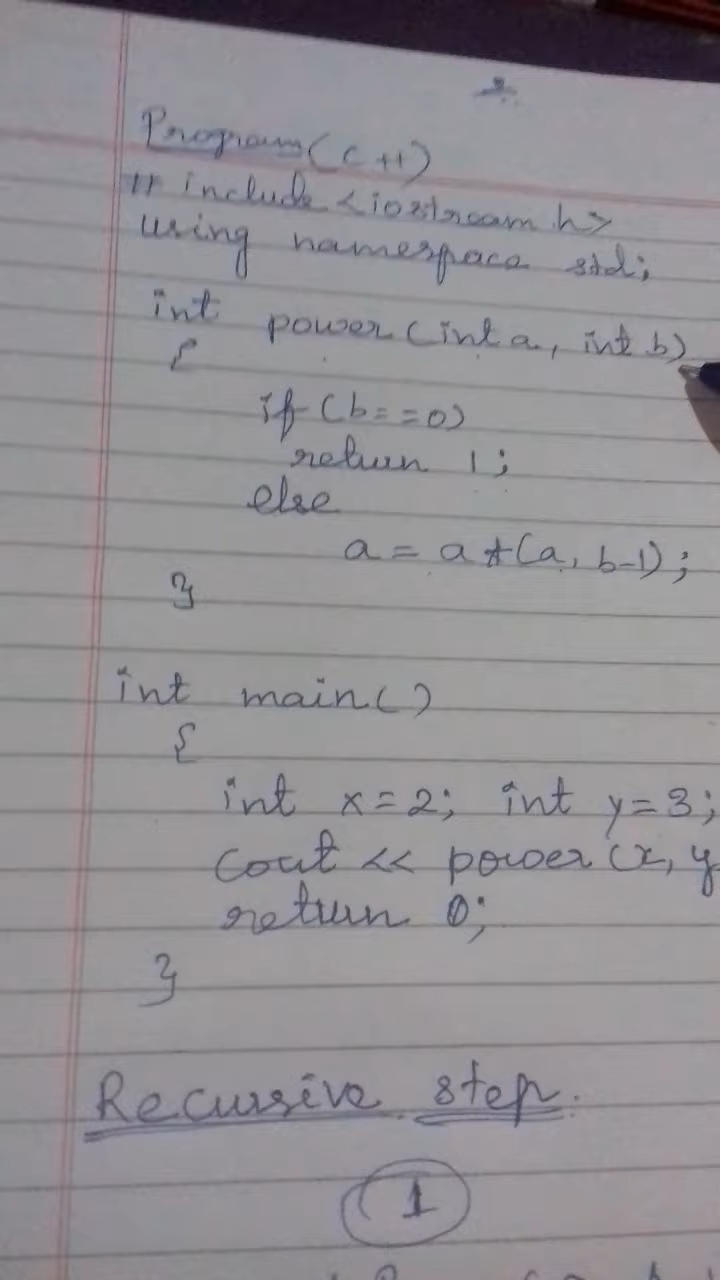 Program (C++)
# include <iostream.h>
using namespace std;
int power (int a, int b)
{
if (b==0)
return 1;
else
a = a*(a, b-1);
}
int main()
{
int x=2; int y=3;
cout << power (x, y
return 0;
}
Recursive step.
1